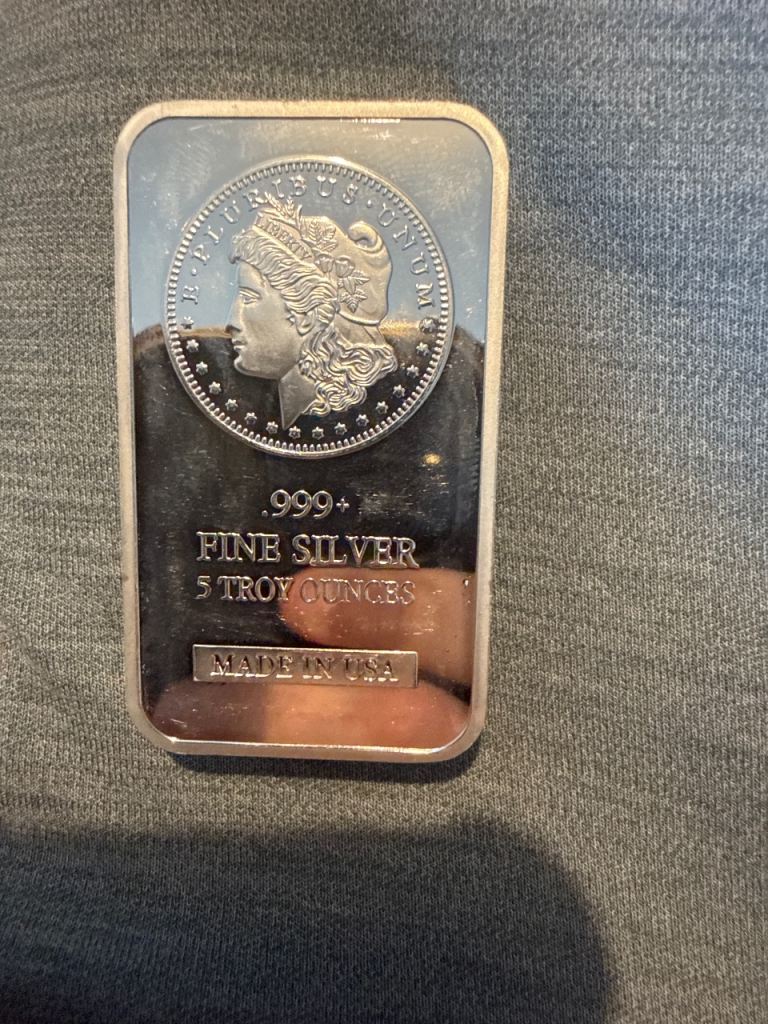 E · PLURIBUS · UNUM
LIBERTY
.999+
FINE SILVER
5 TROY OUNCES
MADE IN USA